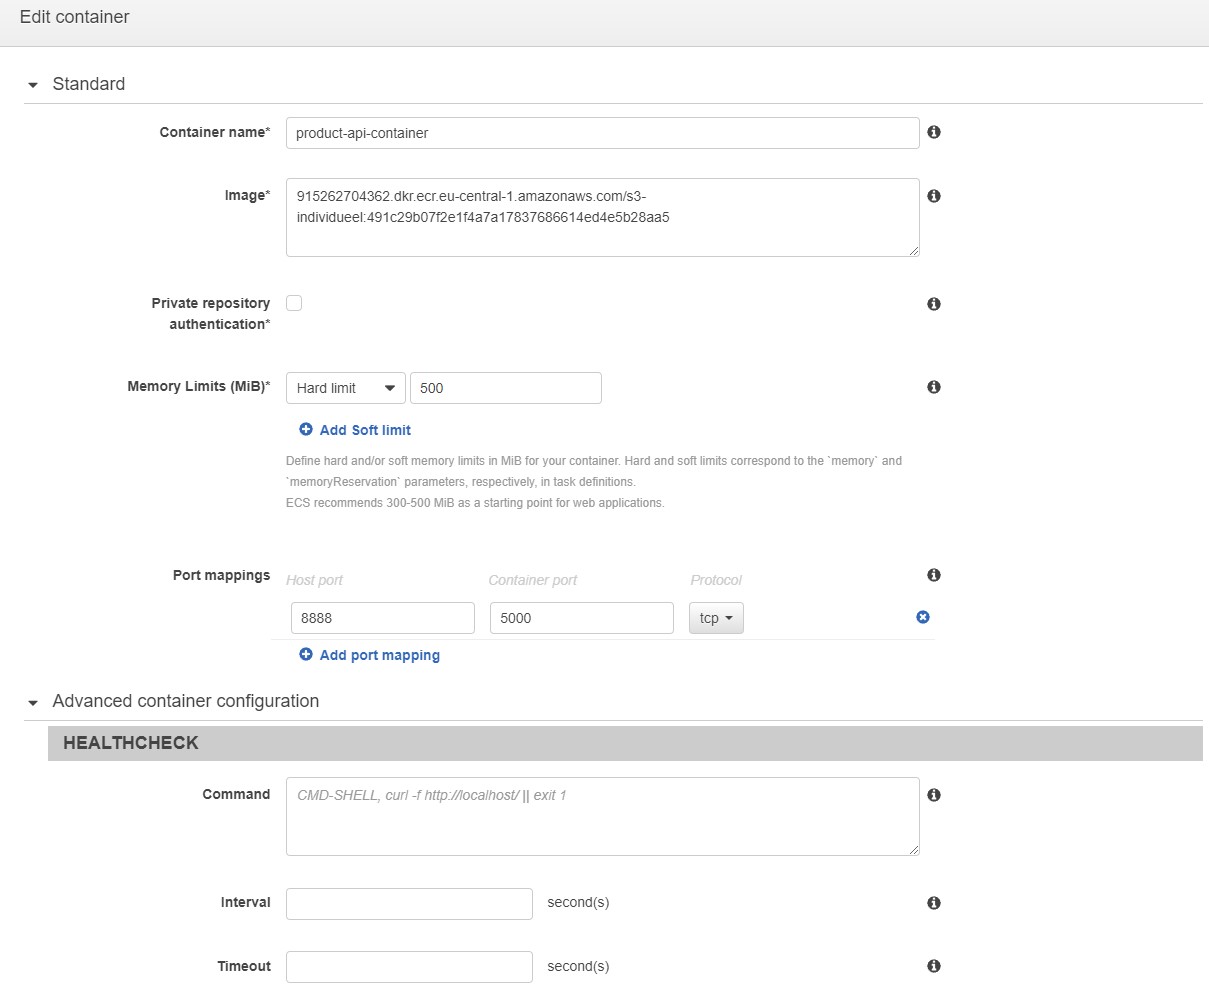 Edit container
Standard
Container name*
product-api-container
Image*
915262704362.dkr.ecr.eu-central-1.amazonaws.com/s3-
individueel:491c29b07f2e1f4a7a17837686614ed4e5b28aa5
Private repository
authentication*
Memory Limits (MiB)*
Hard limit
500
Add Soft limit
Define hard and/or soft memory limits in MiB for your container. Hard and soft limits correspond to the `memory` and
`memoryReservation` parameters, respectively, in task definitions.
ECS recommends 300-500 MiB as a starting point for web applications.
Port mappings
Host port
Container port
Protocol
8888
5000
tcp
Add port mapping
Advanced container configuration
HEALTHCHECK
Command
CMD-SHELL, curl -f http://localhost/ || exit 1
Interval
second(s)
Timeout
second(s)